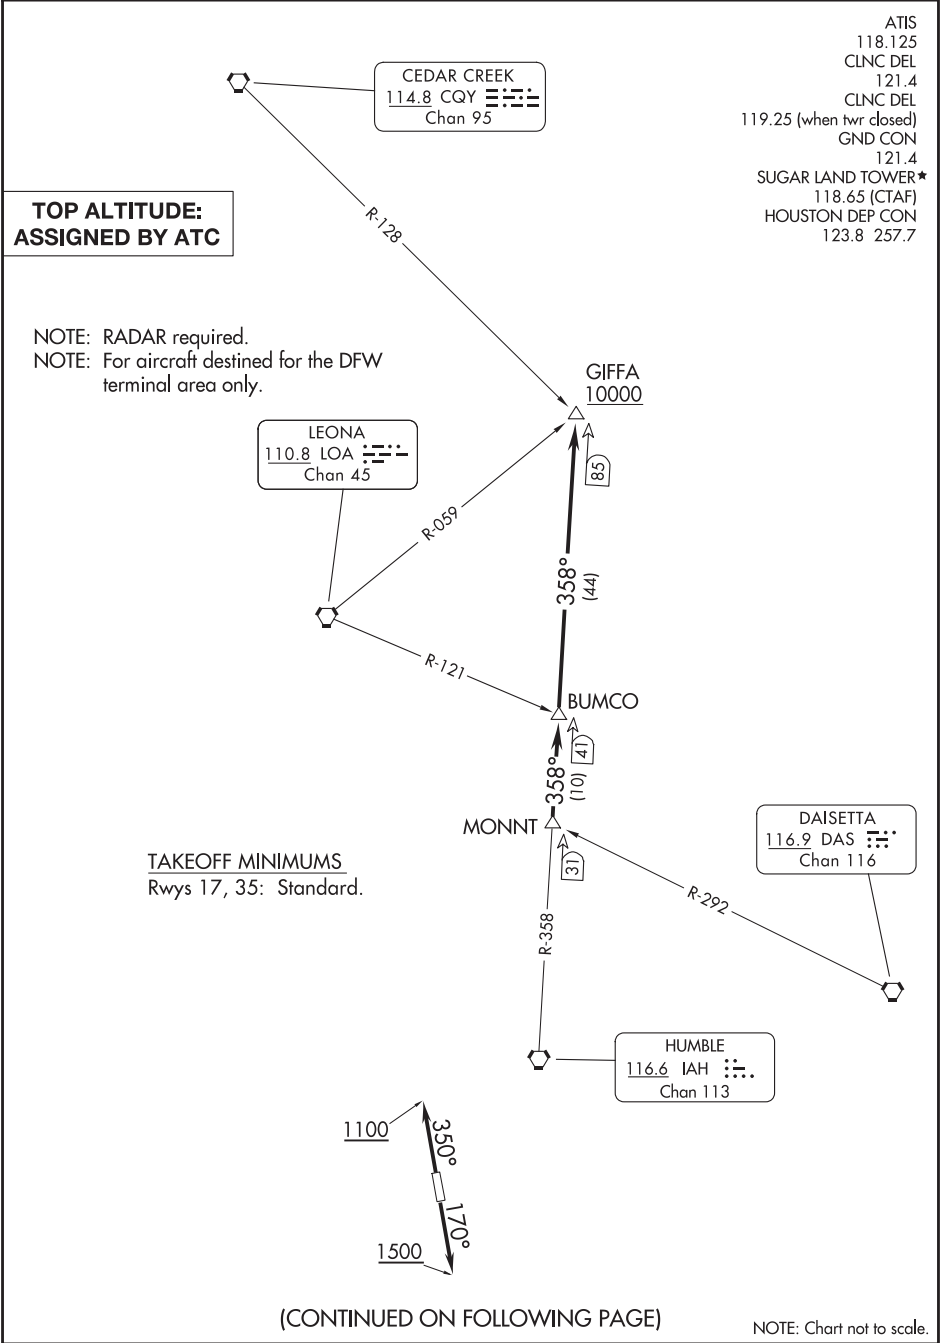 ATIS
118.125
CLNC DEL
121.4
CLNC DEL
119.25 (when twr closed)
GND CON
121.4
SUGAR LAND TOWER★
118.65 (CTAF)
HOUSTON DEP CON
123.8 257.7
CEDAR CREEK
114.8 CQY
Chan 95
TOP ALTITUDE:
ASSIGNED BY ATC
R-128
NOTE: RADAR required.
NOTE: For aircraft destined for the DFW
terminal area only.
GIFFA
10000
LEONA
110.8 LOA
Chan 45
85
R-059
358°
(44)
R-121
BUMCO
41
358°
(10)
MONNT
31
DAISETTA
116.9 DAS
Chan 116
TAKEOFF MINIMUMS
Rwys 17, 35: Standard.
R-292
R-358
HUMBLE
116.6 IAH
Chan 113
1100
350°
170°
1500
(CONTINUED ON FOLLOWING PAGE)
NOTE: Chart not to scale.